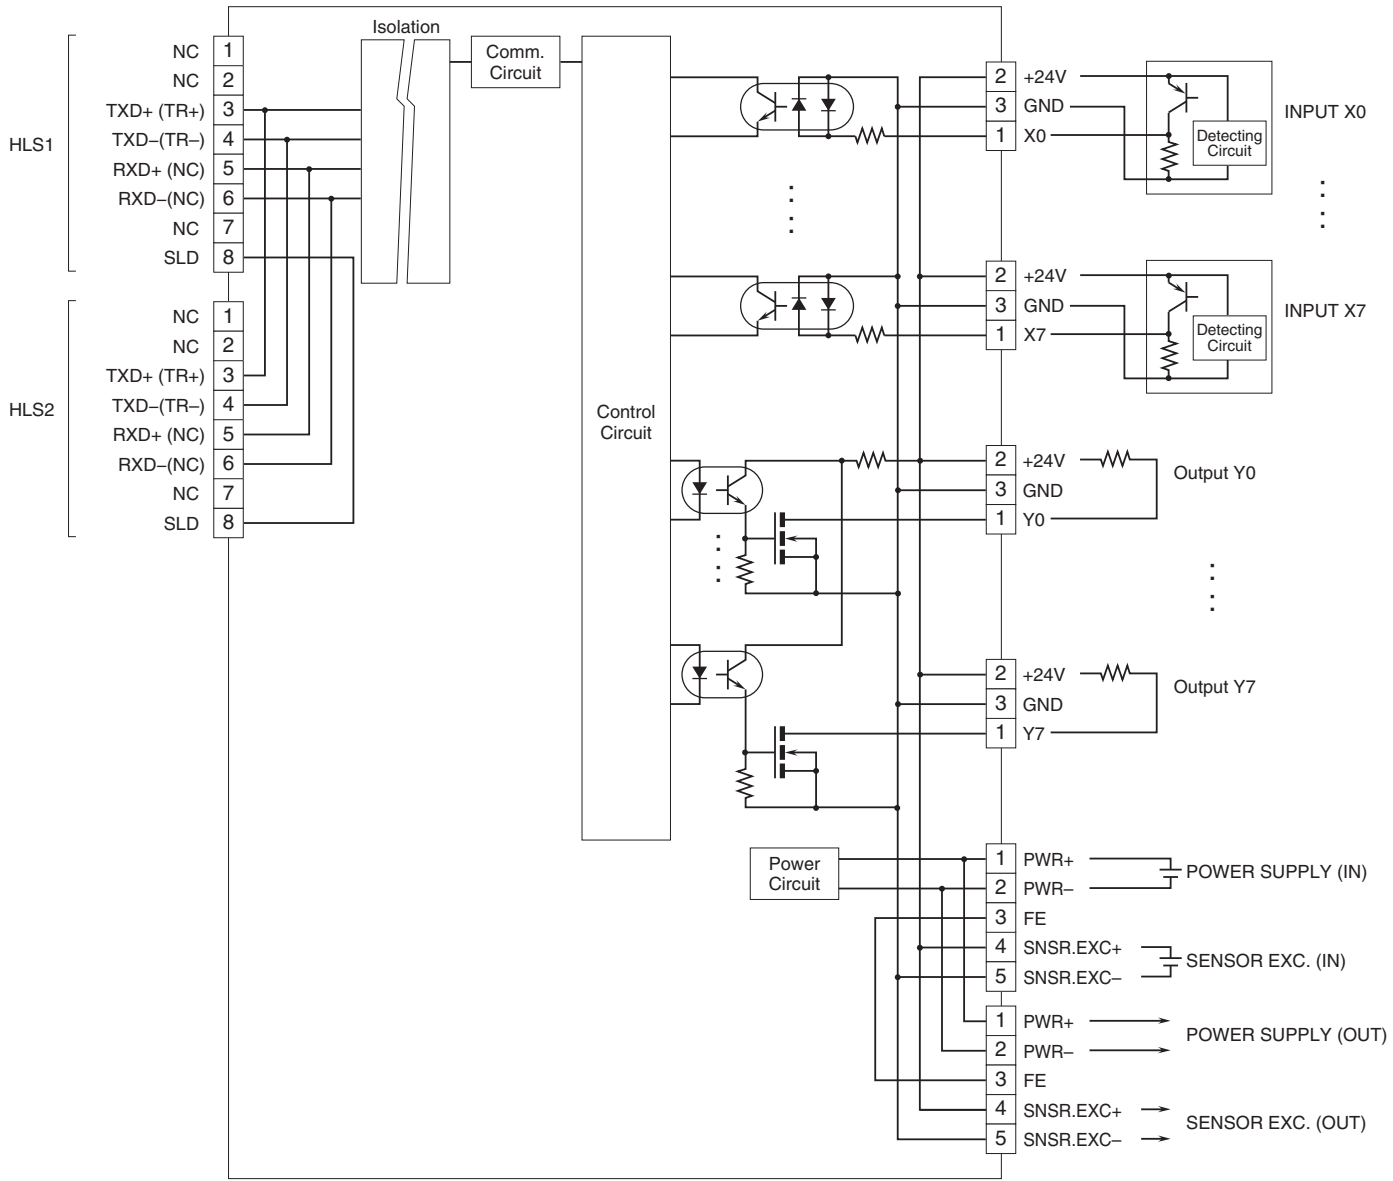 Isolation
Comm.
Circuit
Control
Circuit
HLS1
NC 1
NC 2
TXD+ (TR+) 3
TXD–(TR–) 4
RXD+ (NC) 5
RXD–(NC) 6
NC 7
SLD 8
HLS2
NC 1
NC 2
TXD+ (TR+) 3
TXD–(TR–) 4
RXD+ (NC) 5
RXD–(NC) 6
NC 7
SLD 8
2 +24V
3 GND
1 X0
Detecting
Circuit
INPUT X0
2 +24V
3 GND
1 X7
Detecting
Circuit
INPUT X7
2 +24V
3 GND
1 Y0
Output Y0
2 +24V
3 GND
1 Y7
Output Y7
Power
Circuit
1 PWR+
2 PWR–
POWER SUPPLY (IN)
3 FE
4 SNSR.EXC+
5 SNSR.EXC–
SENSOR EXC. (IN)
1 PWR+
2 PWR–
POWER SUPPLY (OUT)
3 FE
4 SNSR.EXC+
5 SNSR.EXC–
SENSOR EXC. (OUT)